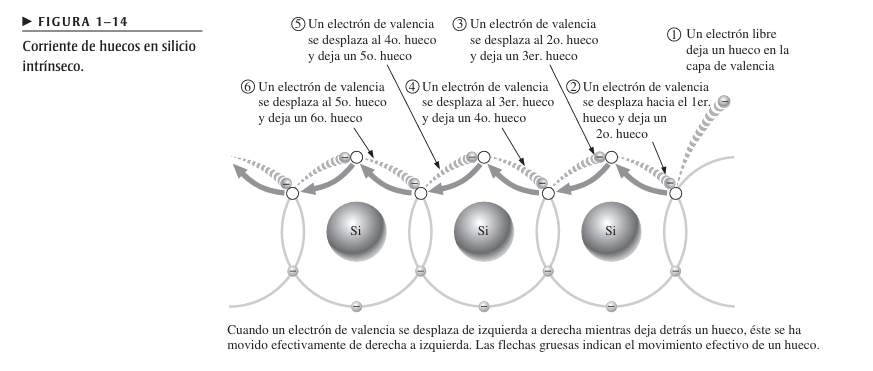 ► FIGURA 1–14
Corriente de huecos en silicio
intrínseco.
⑤ Un electrón de valencia
se desplaza al 4o. hueco
y deja un 5o. hueco
③ Un electrón de valencia
se desplaza al 2o. hueco
y deja un 3er. hueco
① Un electrón libre
deja un hueco en la
capa de valencia
⑥ Un electrón de valencia
se desplaza al 5o. hueco
y deja un 6o. hueco
④ Un electrón de valencia
se desplaza al 3er. hueco
y deja un 4o. hueco
② Un electrón de valencia
se desplaza hacia el 1er.
hueco y deja un
2o. hueco
Si
Si
Si
Cuando un electrón de valencia se desplaza de izquierda a derecha mientras deja detrás un hueco, éste se ha
movido efectivamente de derecha a izquierda. Las flechas gruesas indican el movimiento efectivo de un hueco.